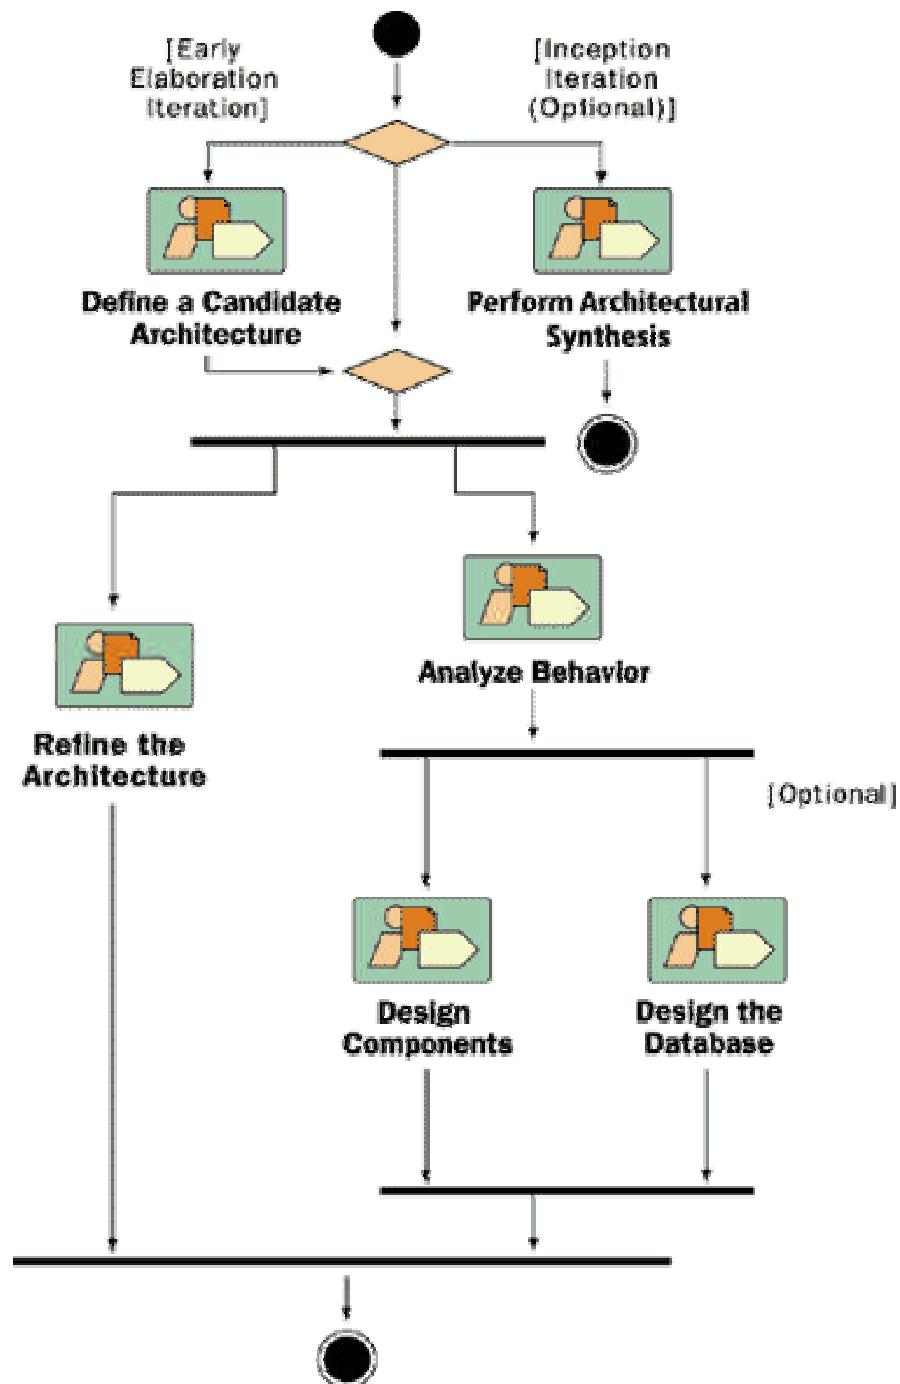 [Early
Elaboration
Iteration]
[Inception
Iteration
(Optional)]
Define a Candidate
Architecture
Perform Architectural
Synthesis
Analyze Behavior
Refine the
Architecture
[Optional]
Design
Components
Design the
Database